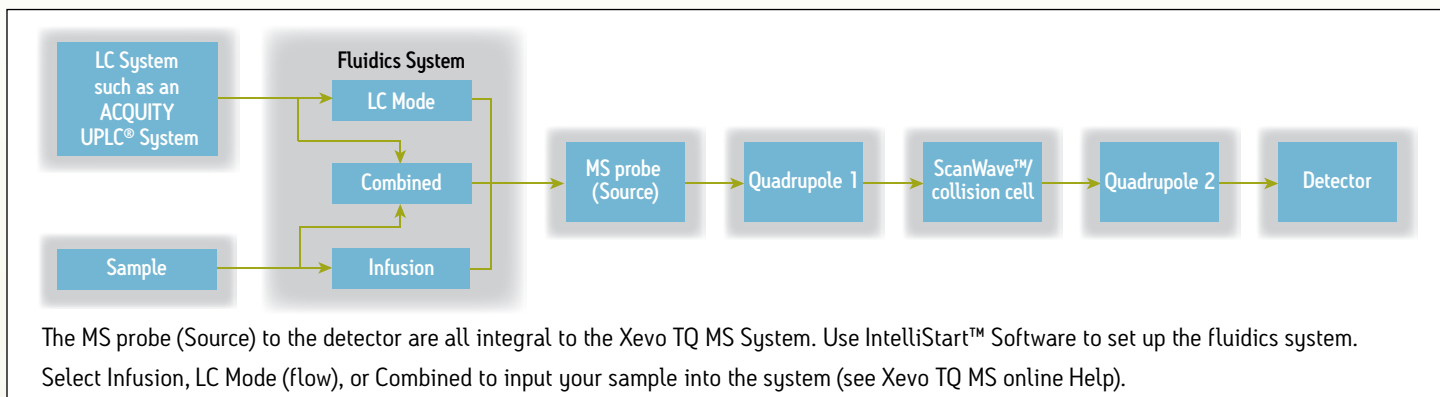 LC System
such as an
ACQUITY
UPLC® System
Fluidics System
LC Mode
Combined
Sample
Infusion
MS probe
(Source)
Quadrupole 1
ScanWave™/
collision cell
Quadrupole 2
Detector
The MS probe (Source) to the detector are all integral to the Xevo TQ MS System. Use IntelliStart™ Software to set up the fluidics system.
Select Infusion, LC Mode (flow), or Combined to input your sample into the system (see Xevo TQ MS online Help).